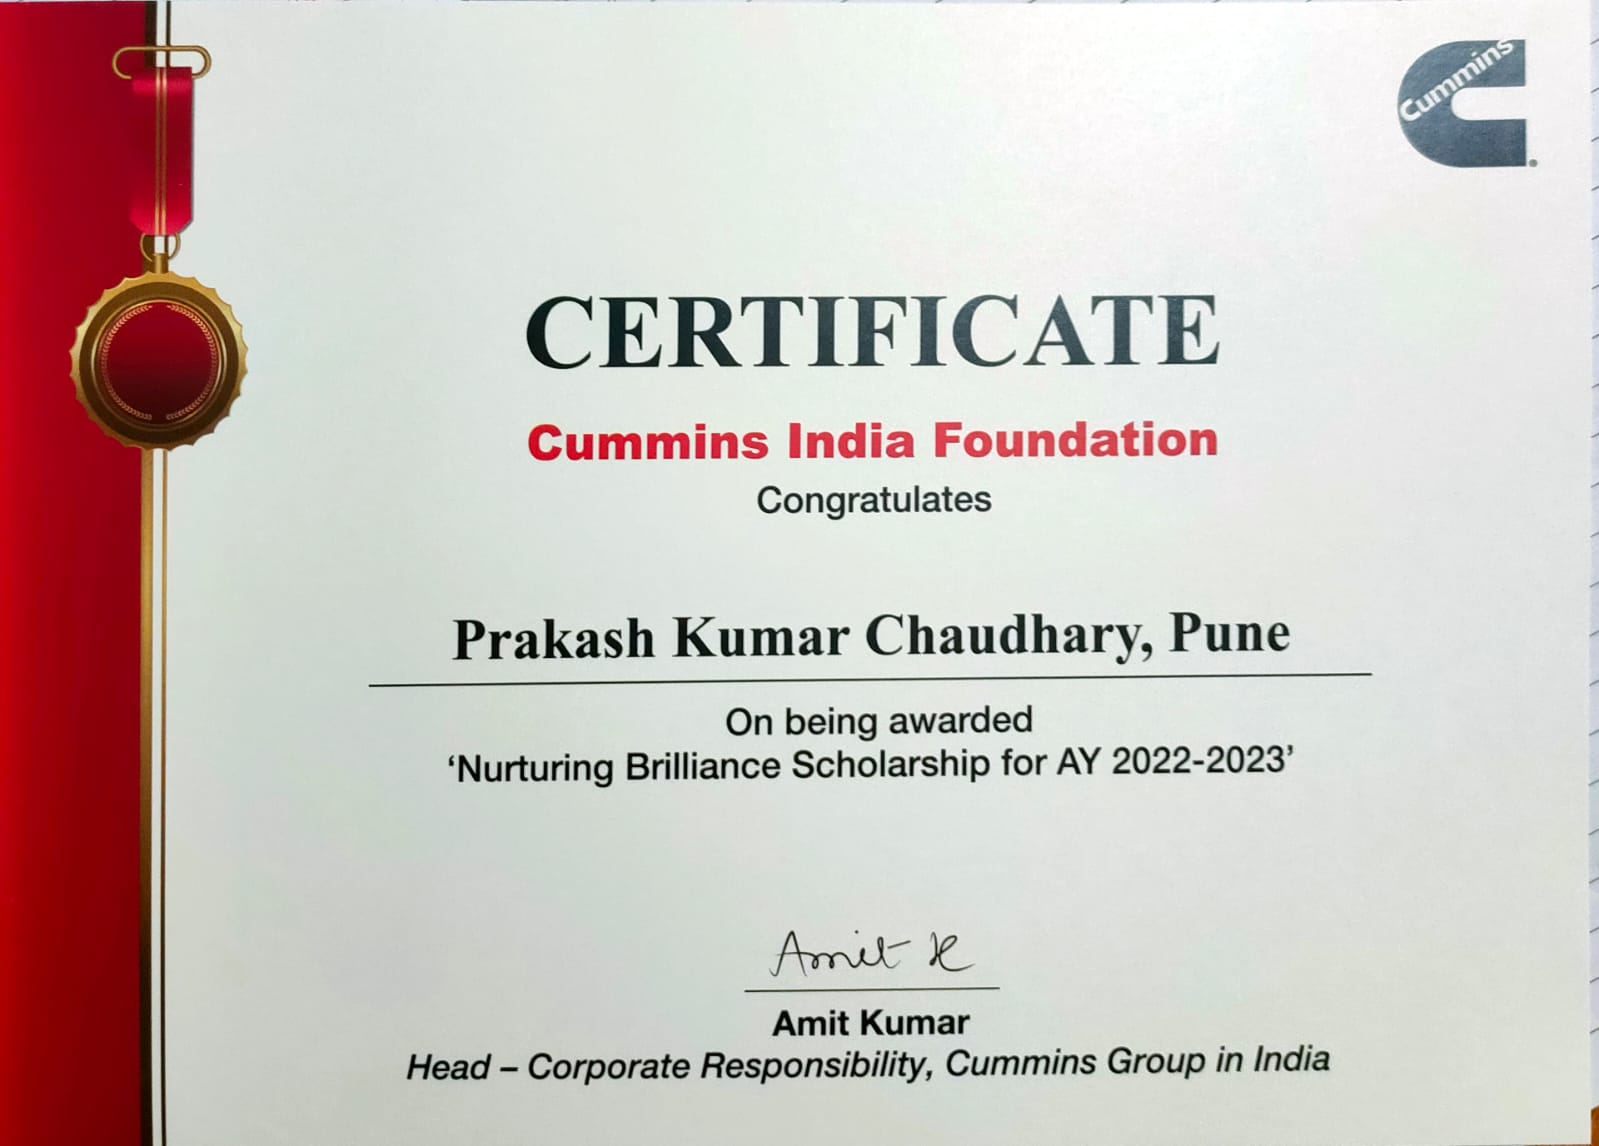 Cummins
CERTIFICATE
Cummins India Foundation
Congratulates
Prakash Kumar Chaudhary, Pune
On being awarded
‘Nurturing Brilliance Scholarship for AY 2022-2023’
Amit K
Amit Kumar
Head – Corporate Responsibility, Cummins Group in India